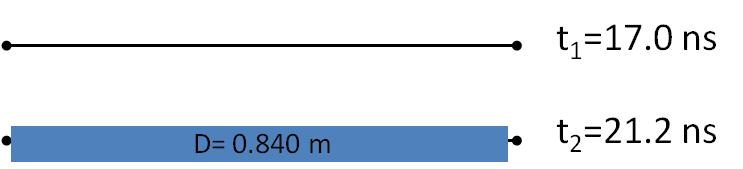 t₁=17.0 ns
D= 0.840 m
t₂=21.2 ns